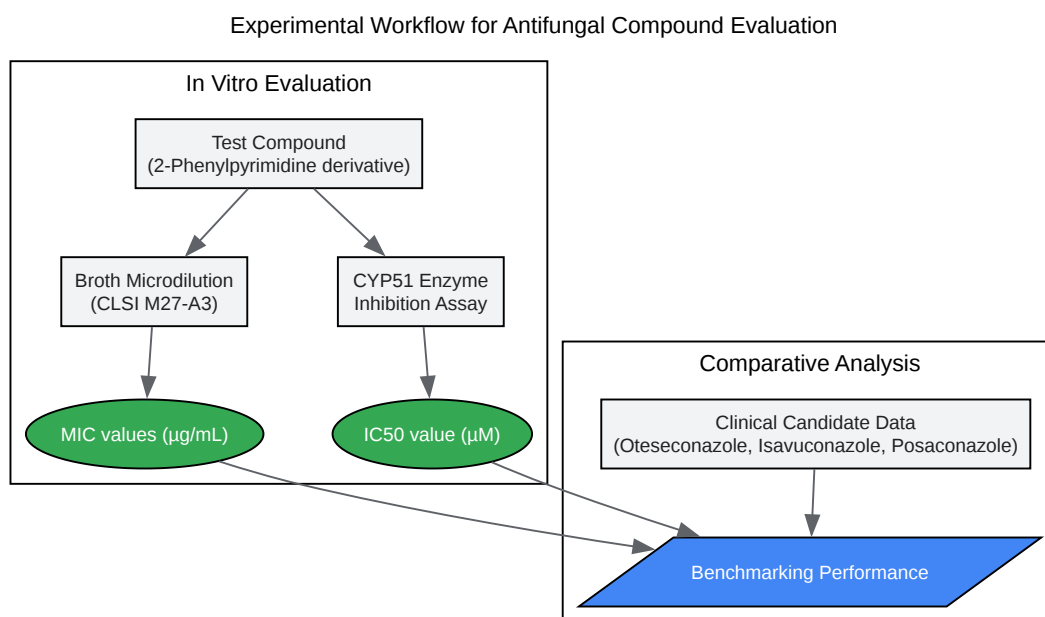 Experimental Workflow for Antifungal Compound Evaluation
In Vitro Evaluation
Test Compound
(2-Phenylpyrimidine derivative)
Broth Microdilution
(CLSI M27-A3)
CYP51 Enzyme
Inhibition Assay
MIC values (µg/mL)
IC50 value (µM)
Comparative Analysis
Clinical Candidate Data
(Oteseconazole, Isavuconazole, Posaconazole)
Benchmarking Performance